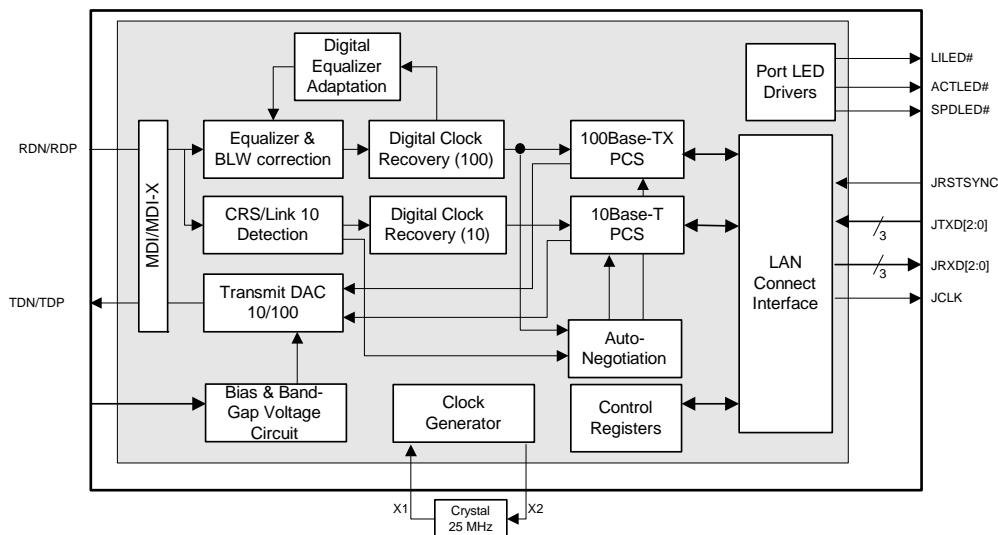 Digital
Equalizer
Adaptation
Port LED
Drivers
LILED#
ACTLED#
SPDLED#
RDN/RDP
MDI/MDI-X
Equalizer &
BLW correction
Digital Clock
Recovery (100)
100Base-TX
PCS
CRS/Link 10
Detection
Digital Clock
Recovery (10)
10Base-T
PCS
LAN
Connect
Interface
JRSTSYNC
JTXD[2:0]
3
JRXD[2:0]
3
JCLK
TDN/TDP
Transmit DAC
10/100
Auto-
Negotiation
Bias & Band-
Gap Voltage
Circuit
Clock
Generator
Control
Registers
X1
Crystal
25 MHz
X2